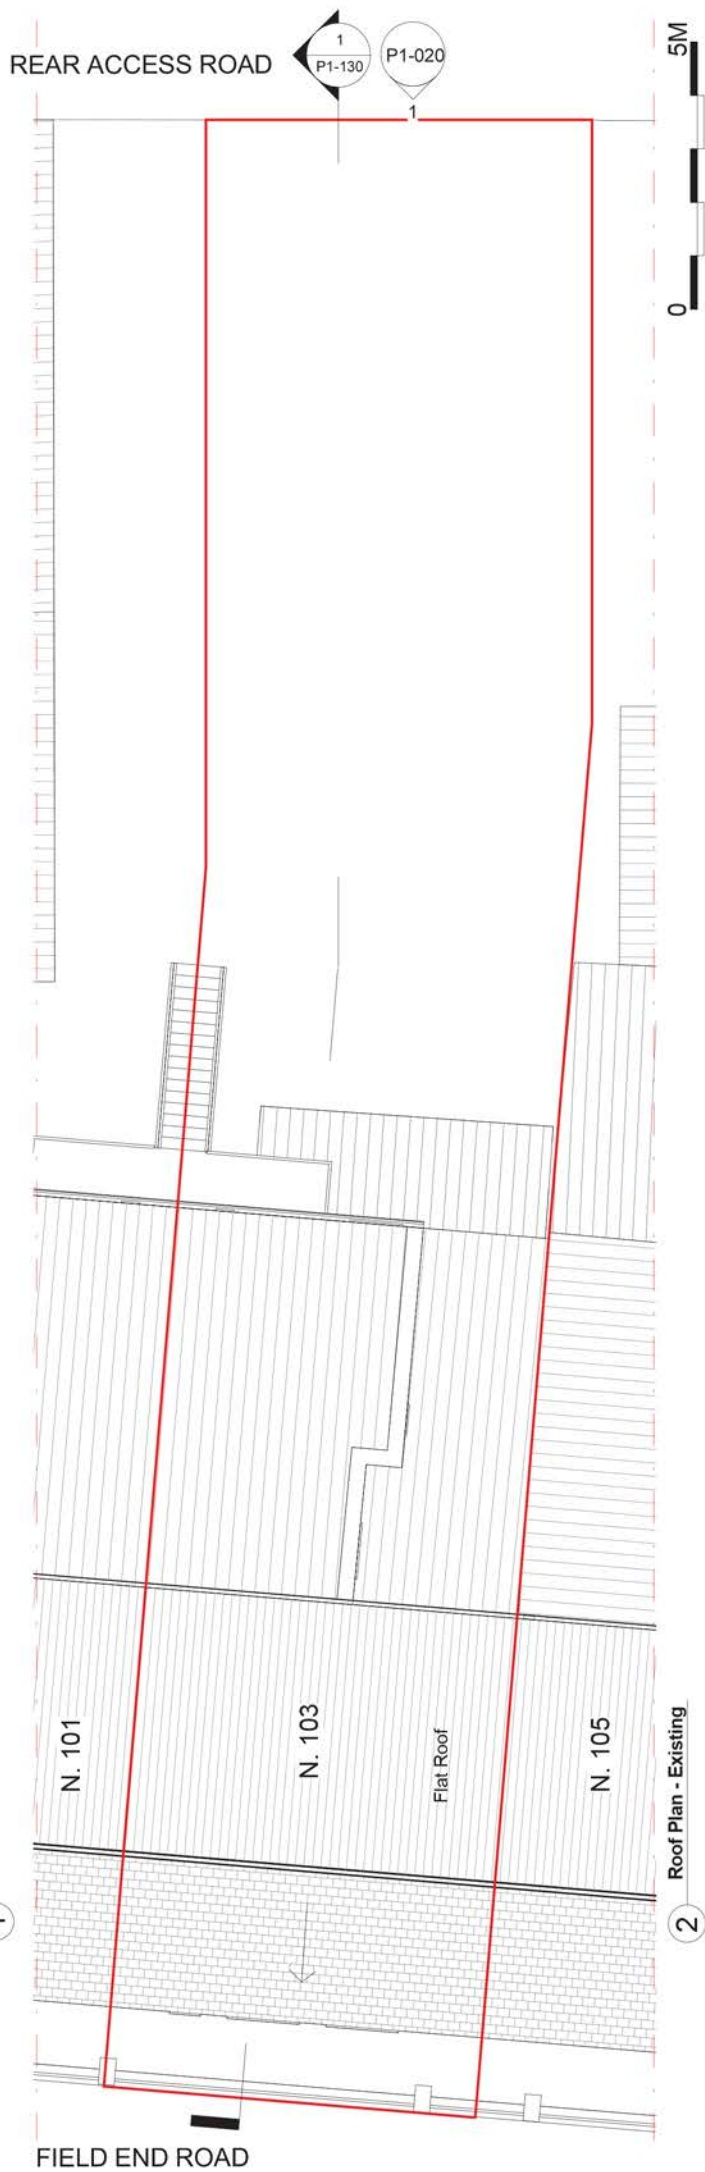 REAR ACCESS ROAD
1
P1-130
P1-020
1
5M
0
N. 101
N. 103
Flat Roof
N. 105
2
Roof Plan - Existing
FIELD END ROAD